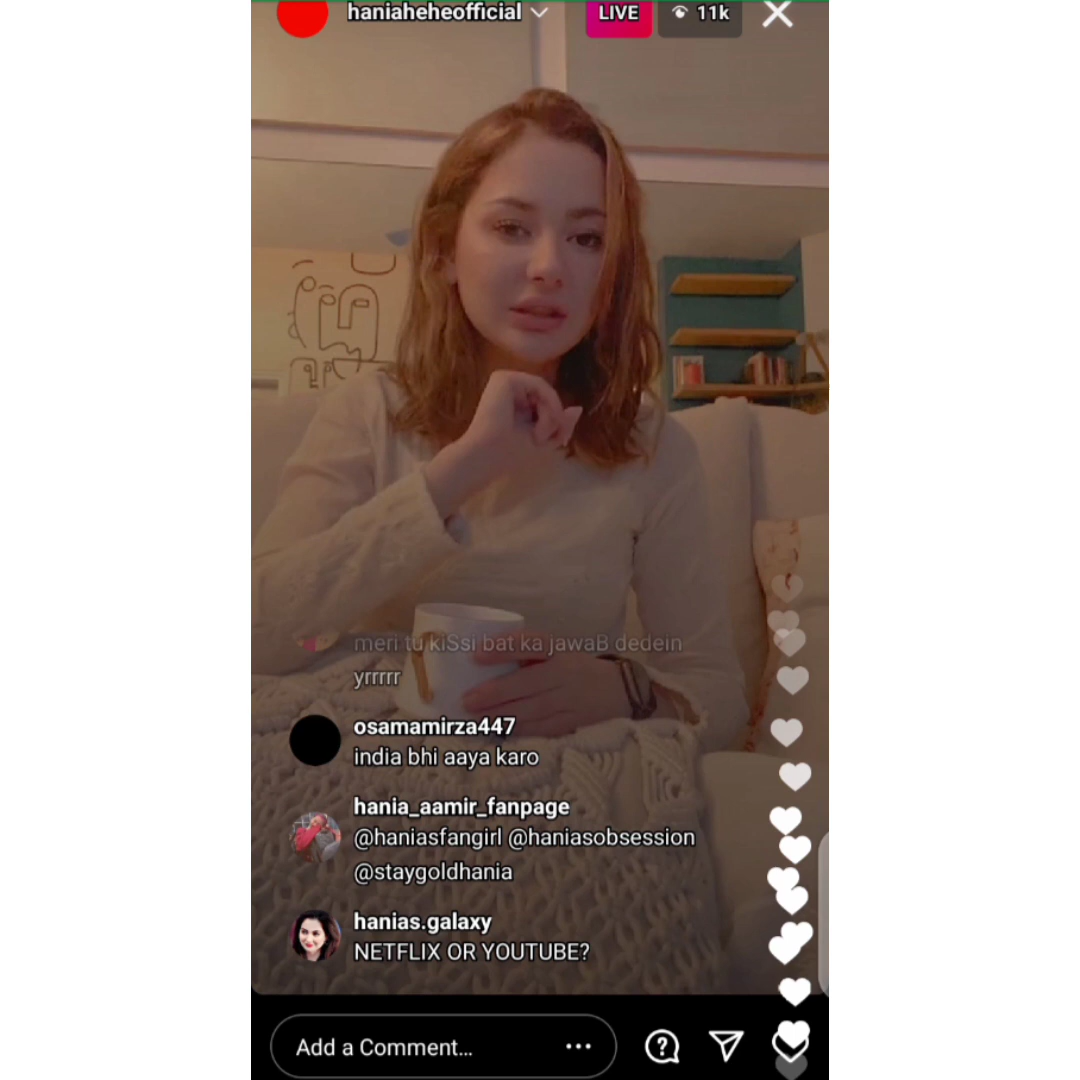 haniaheheofficial
LIVE
11k
meri tu kiSsi bat ka jawaB dedein
yrrrrr
osamamirza447
india bhi aaya karo
hania_aamir_fanpage
@haniasfangirl @haniasobsession
@staygoldhania
hanias.galaxy
NETFLIX OR YOUTUBE?
Add a Comment...